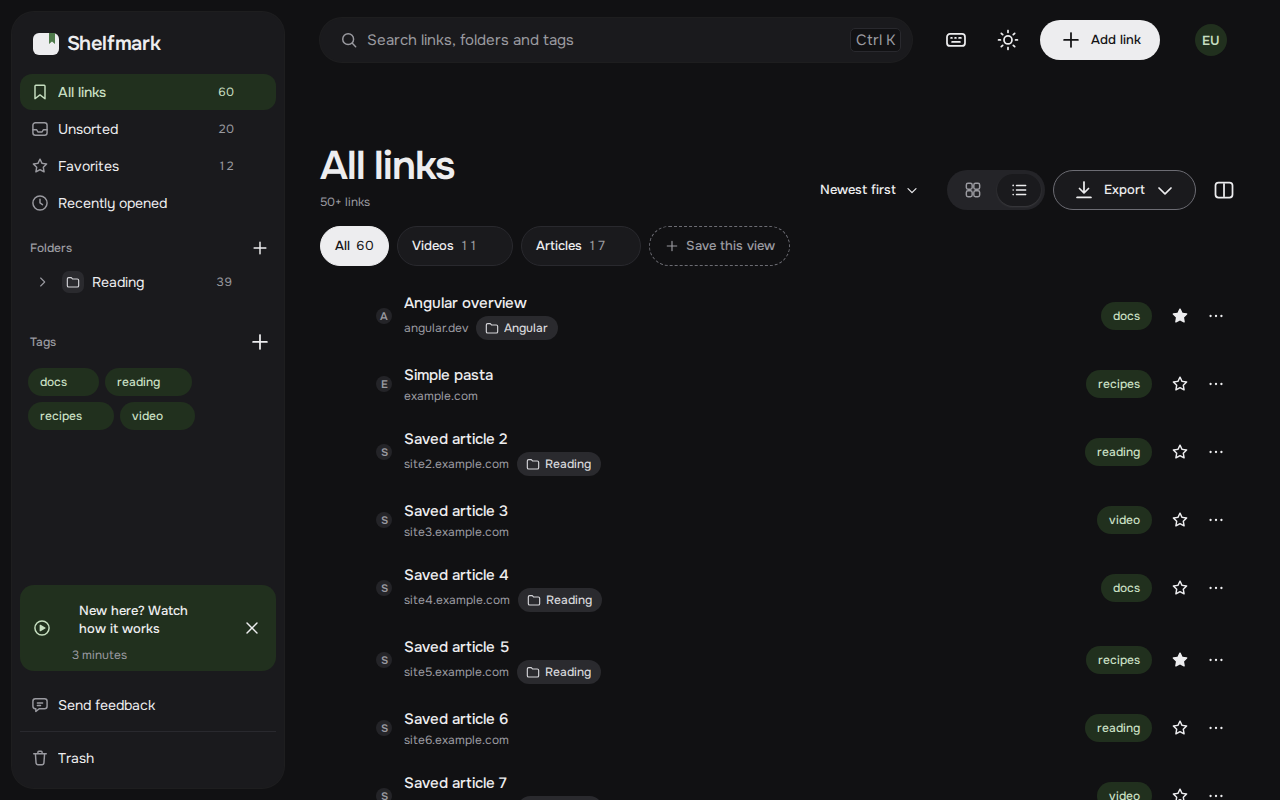 Shelfmark
All links 60
Unsorted 20
Favorites 12
Recently opened
Folders
Reading 39
Tags
docs reading
recipes video
New here? Watch
how it works
3 minutes
Send feedback
Trash
Search links, folders and tags Ctrl K
Add link
EU
All links
50+ links
Newest first
Export
All 60
Videos 11
Articles 17
Save this view
A
Angular overview
angular.dev Angular
docs
E
Simple pasta
example.com
recipes
S
Saved article 2
site2.example.com Reading
reading
S
Saved article 3
site3.example.com
video
S
Saved article 4
site4.example.com Reading
docs
S
Saved article 5
site5.example.com Reading
recipes
S
Saved article 6
site6.example.com
reading
S
Saved article 7
video